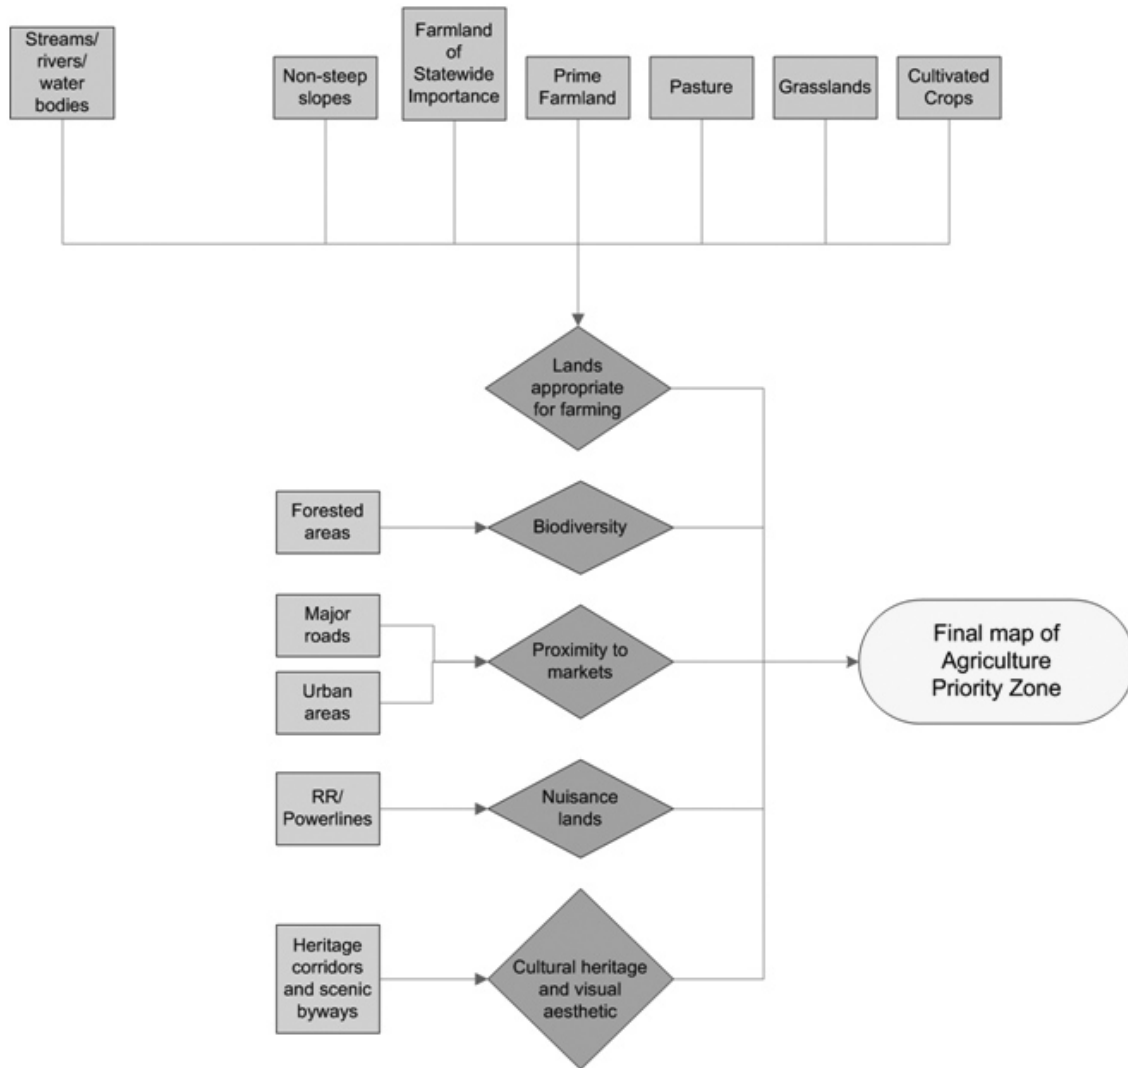 Streams/
rivers/
water
bodies
Non-steep
slopes
Farmland
of
Statewide
Importance
Prime
Farmland
Pasture
Grasslands
Cultivated
Crops
Lands
appropriate
for farming
Forested
areas
Biodiversity
Major
roads
Urban
areas
Proximity to
markets
Final map of
Agriculture
Priority Zone
RR/
Powerlines
Nuisance
lands
Heritage
corridors
and scenic
byways
Cultural heritage
and visual
aesthetic